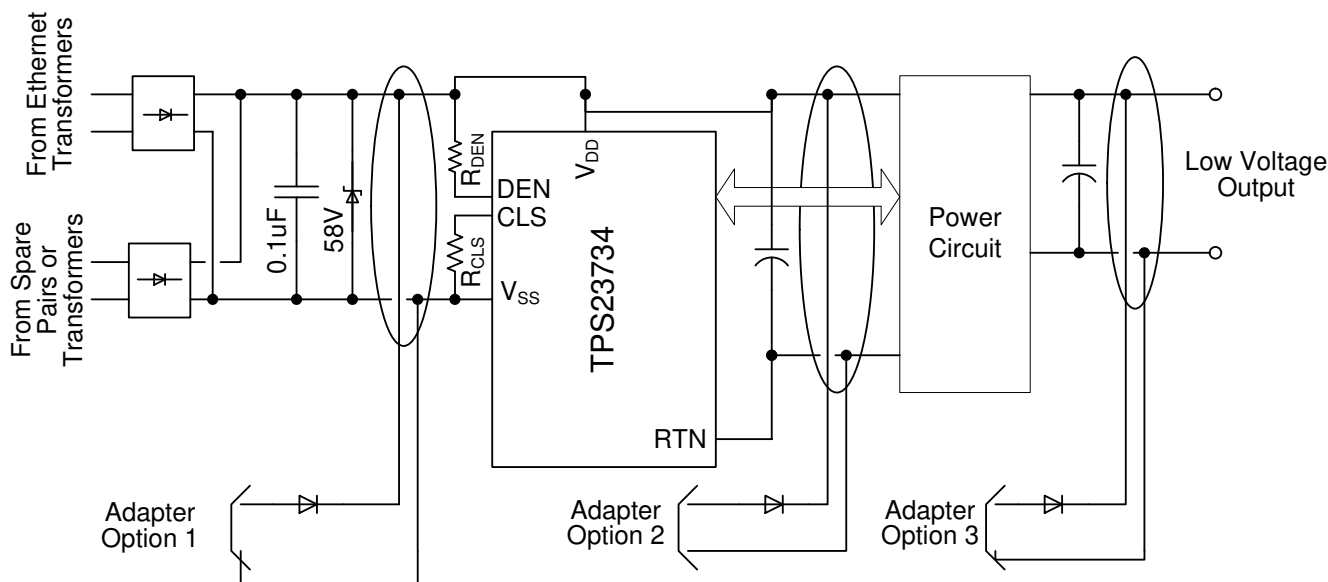 From Ethernet
Transformers
From Spare
Pairs or
Transformers
0.1uF
58V
R_DEN
R_CLS
DEN
CLS
V_DD
V_SS
TPS23734
RTN
Power
Circuit
Low Voltage
Output
Adapter
Option 1
Adapter
Option 2
Adapter
Option 3